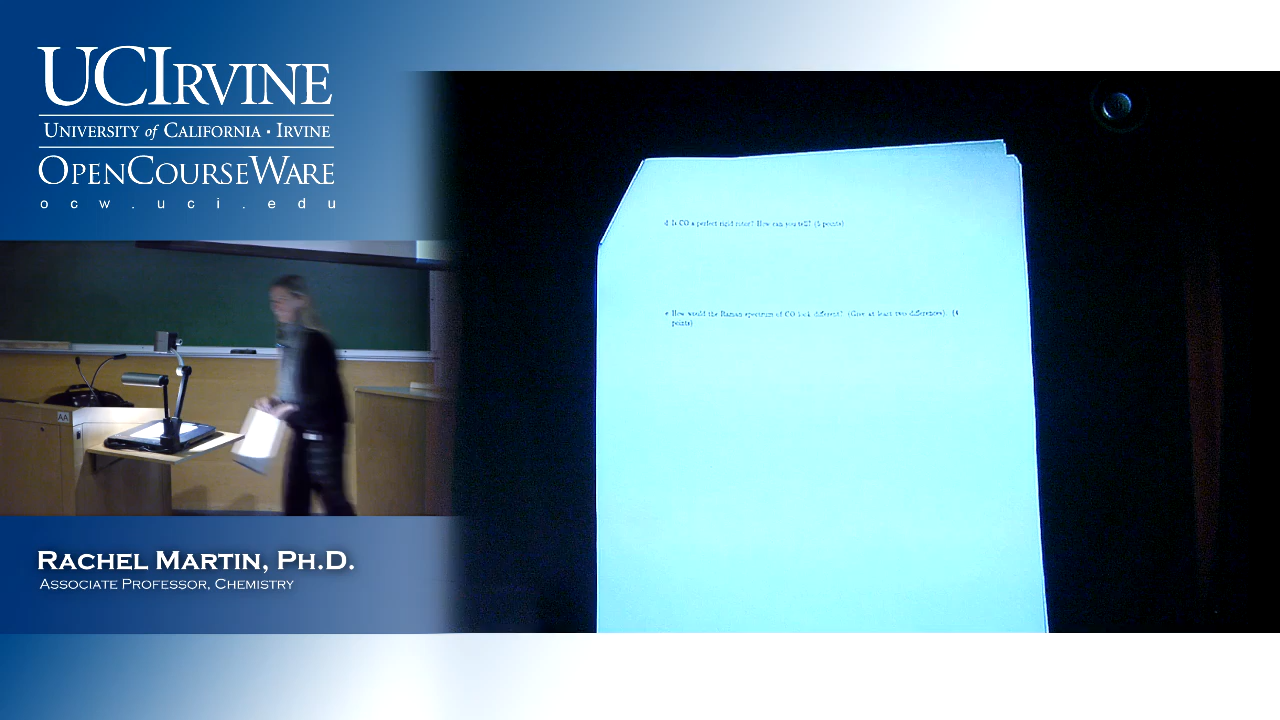 UCIRVINE
UNIVERSITY of CALIFORNIA · IRVINE
OPENCOURSEWARE
ocw.uci.edu
AA
d Is CO a perfect rigid rotor? How can you tell? (5 points)
e How would the Raman spectrum of CO look different? (Give at least two differences). (4
points)
RACHEL MARTIN, PH.D.
ASSOCIATE PROFESSOR, CHEMISTRY